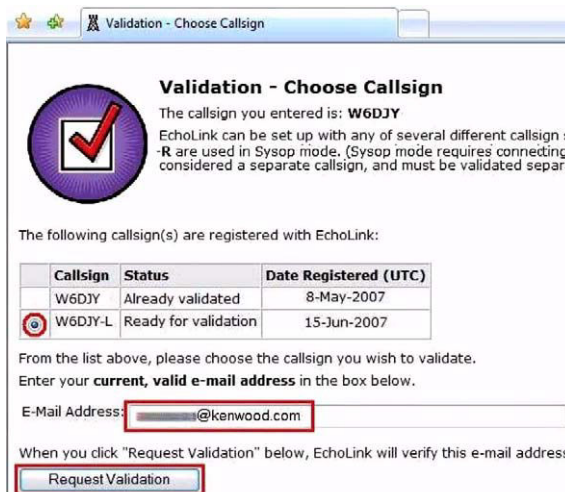 Validation - Choose Callsign
Validation - Choose Callsign
The callsign you entered is: W6DJY
EchoLink can be set up with any of several different callsign
-R are used in Sysop mode. (Sysop mode requires connecting
considered a separate callsign, and must be validated separ
The following callsign(s) are registered with EchoLink:
Callsign Status Date Registered (UTC)
W6DJY Already validated 8-May-2007
W6DJY-L Ready for validation 15-Jun-2007
From the list above, please choose the callsign you wish to validate.
Enter your current, valid e-mail address in the box below.
E-Mail Address: @kenwood.com
When you click "Request Validation" below, EchoLink will verify this e-mail address
Request Validation